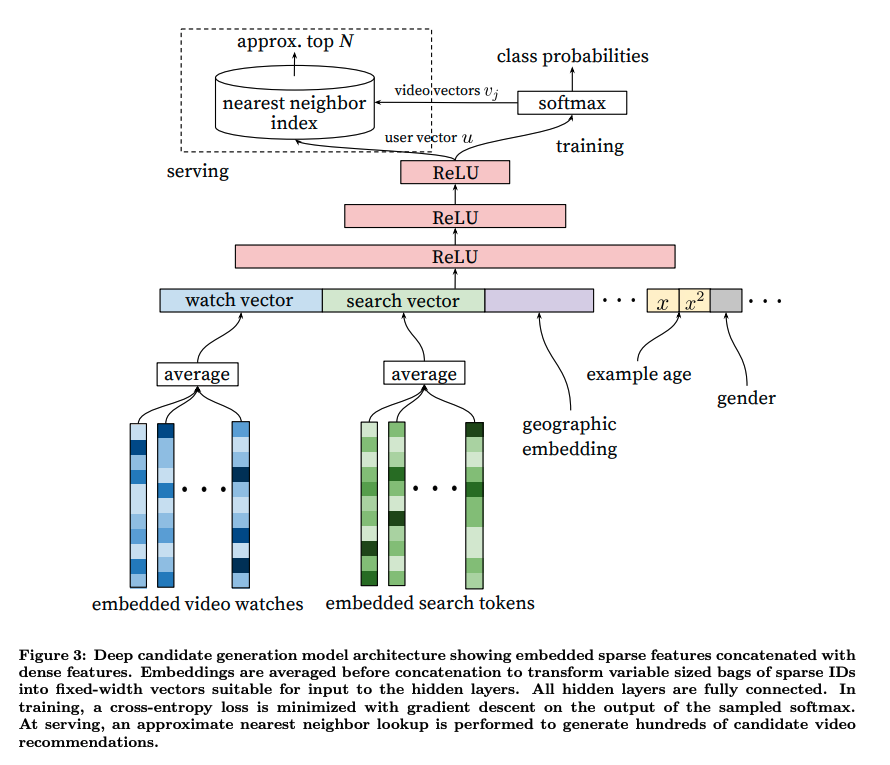 approx. top N
class probabilities
video vectors vⱼ
nearest neighbor
index
softmax
user vector u
training
serving
ReLU
ReLU
ReLU
watch vector
search vector
x
x²
average
average
example age
gender
geographic
embedding
embedded video watches
embedded search tokens
Figure 3: Deep candidate generation model architecture showing embedded sparse features concatenated with
dense features. Embeddings are averaged before concatenation to transform variable sized bags of sparse IDs
into fixed-width vectors suitable for input to the hidden layers. All hidden layers are fully connected. In
training, a cross-entropy loss is minimized with gradient descent on the output of the sampled softmax.
At serving, an approximate nearest neighbor lookup is performed to generate hundreds of candidate video
recommendations.